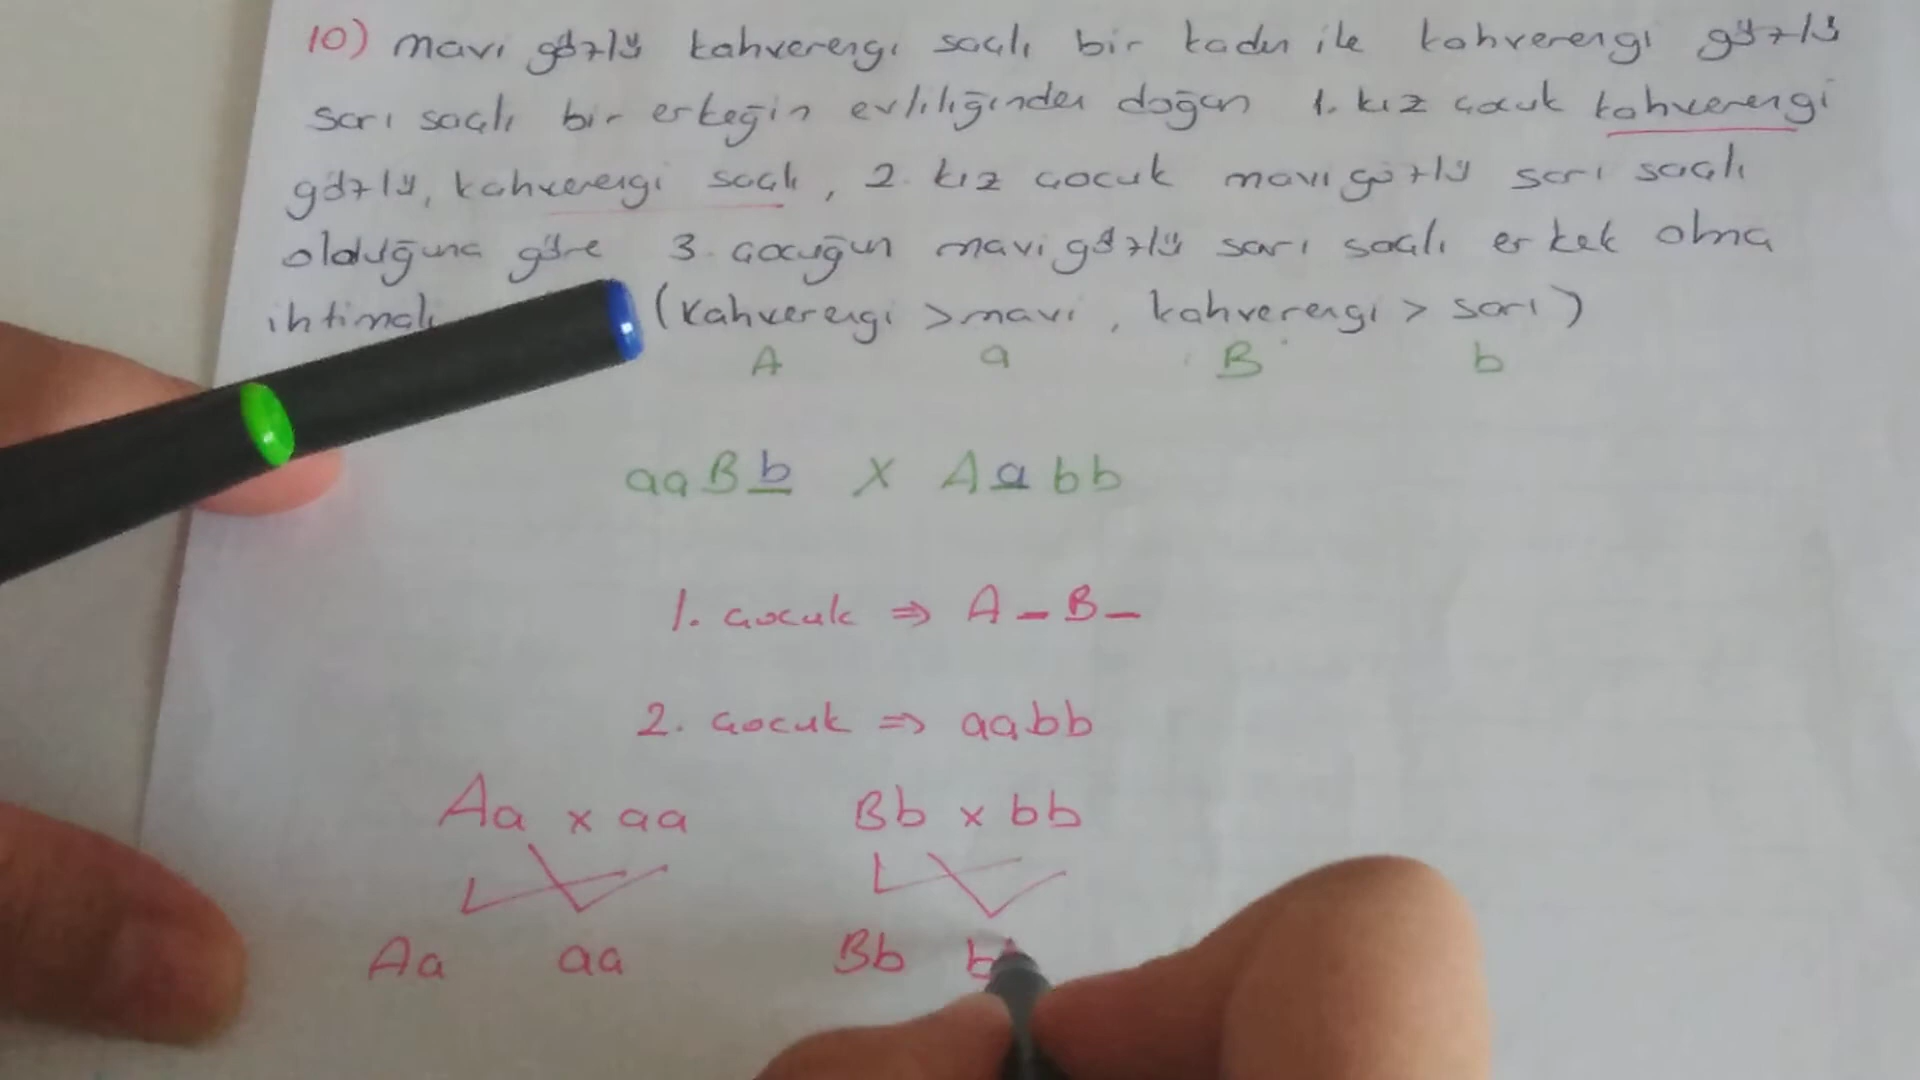 10) mavi gözlü kahverengi saçlı bir kadın ile kahverengi gözlü
sarı saçlı bir erkeğin evliliğinden doğan 1. kız çocuk kahverengi
gözlü, kahverengi saçlı, 2. kız çocuk mavi gözlü sarı saçlı
olduğuna göre 3. çocuğun mavi gözlü sarı saçlı erkek olma
ihtimali (Kahverengi > mavi, kahverengi > sarı)
A a B b
aaBb X Aabb
1. çocuk ⇒ A - B -
2. çocuk ⇒ aabb
Aa x aa Bb x bb
Aa aa Bb b